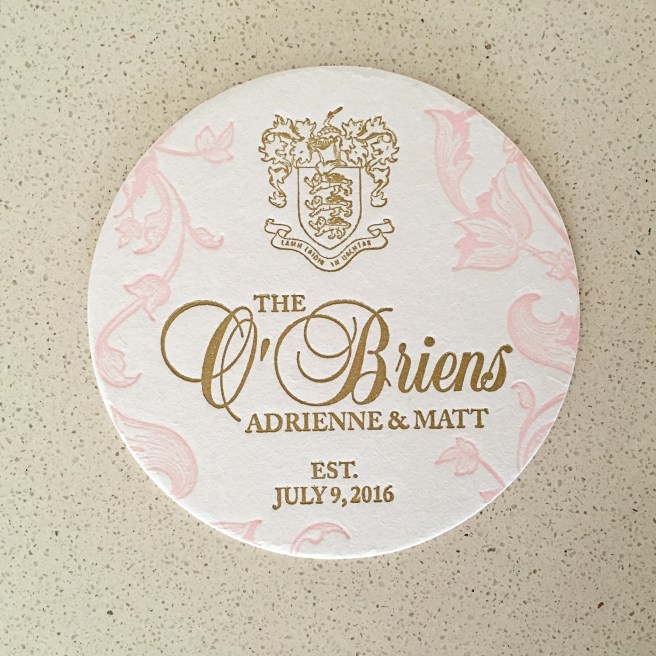 LAMH LAIDIR AN UACHTAR
THE
O'Briens
ADRIENNE & MATT
EST.
JULY 9, 2016